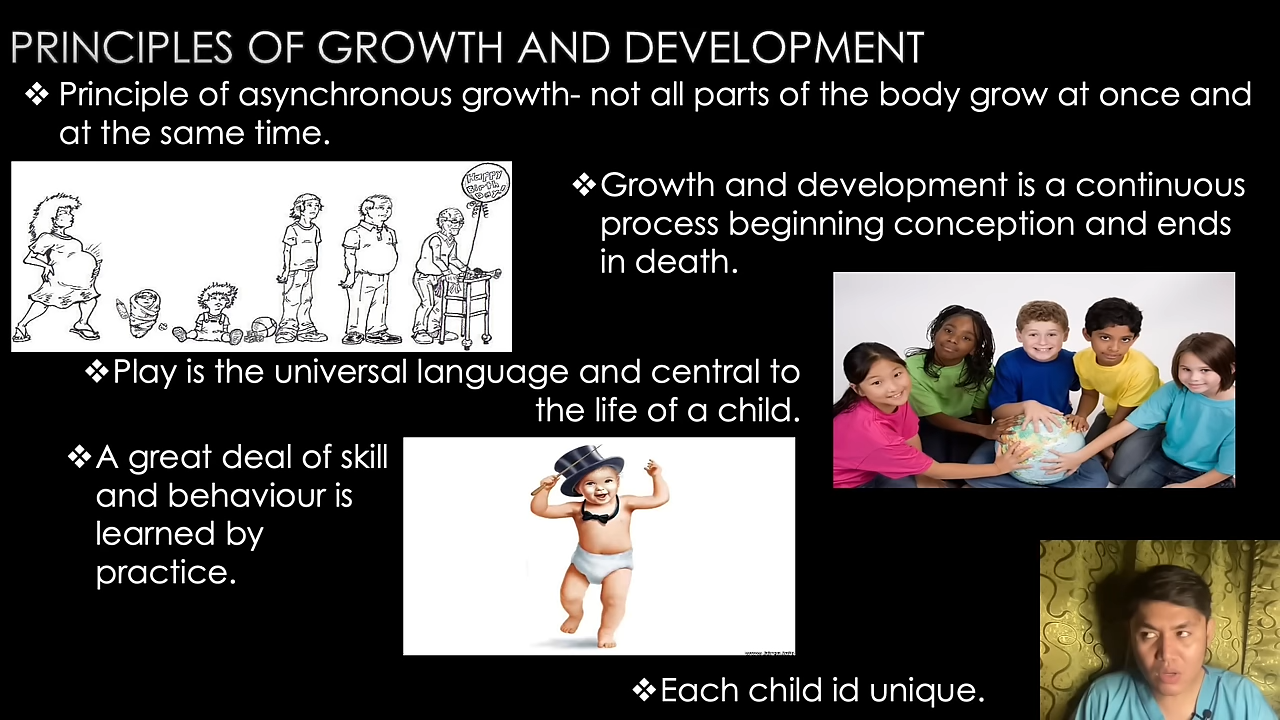 PRINCIPLES OF GROWTH AND DEVELOPMENT
❖ Principle of asynchronous growth- not all parts of the body grow at once and
at the same time.
Happy
Birth
Day!
❖Growth and development is a continuous
process beginning conception and ends
in death.
❖Play is the universal language and central to
the life of a child.
❖A great deal of skill
and behaviour is
learned by
practice.
❖Each child id unique.